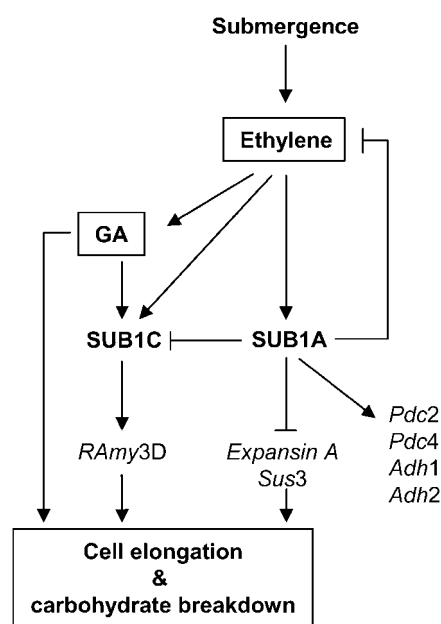 Submergence
Ethylene
GA
SUB1C
SUB1A
Pdc2
Pdc4
Adh1
Adh2
RAmy3D
Expansin A
Sus3
Cell elongation
&
carbohydrate breakdown